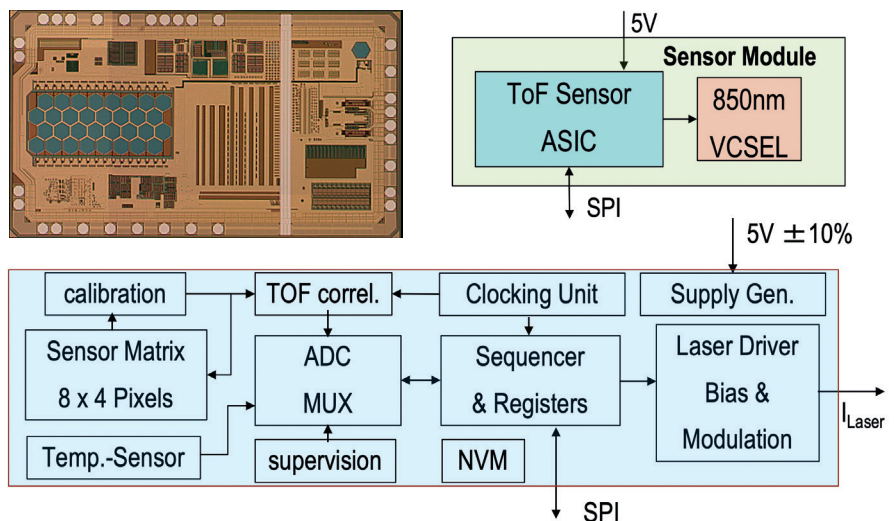 5V
Sensor Module
ToF Sensor
ASIC
850nm
VCSEL
SPI
5V ±10%
calibration
TOF correl.
Clocking Unit
Supply Gen.
Sensor Matrix
8 x 4 Pixels
ADC
MUX
Sequencer
& Registers
Laser Driver
Bias &
Modulation
I_Laser
Temp.-Sensor
supervision
NVM
SPI